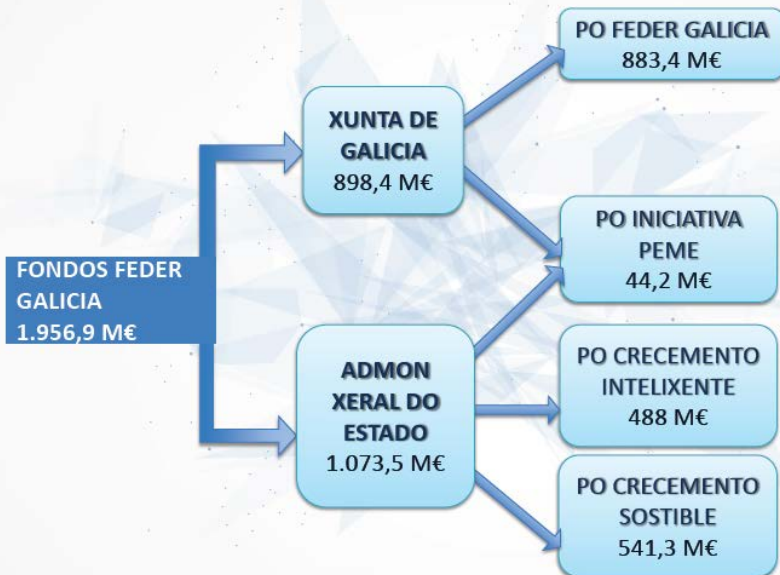 FONDOS FEDER
GALICIA
1.956,9 M€
XUNTA DE
GALICIA
898,4 M€
ADMON
XERAL DO
ESTADO
1.073,5 M€
PO FEDER GALICIA
883,4 M€
PO INICIATIVA
PEME
44,2 M€
PO CRECEMENTO
INTELIXENTE
488 M€
PO CRECEMENTO
SOSTIBLE
541,3 M€